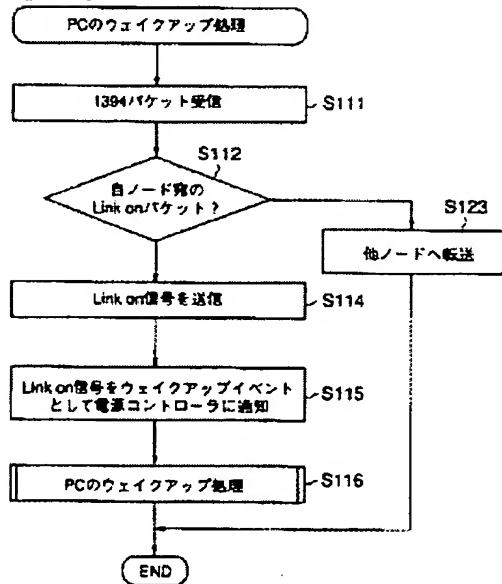 PCのウェイクアップ処理
1394パケット受信
S111
S112
自ノード宛の
Link onパケット？
S123
他ノードへ転送
Link on信号を送信
S114
Link on信号をウェイクアップイベント
として電源コントローラに通知
S115
PCのウェイクアップ処理
S116
END